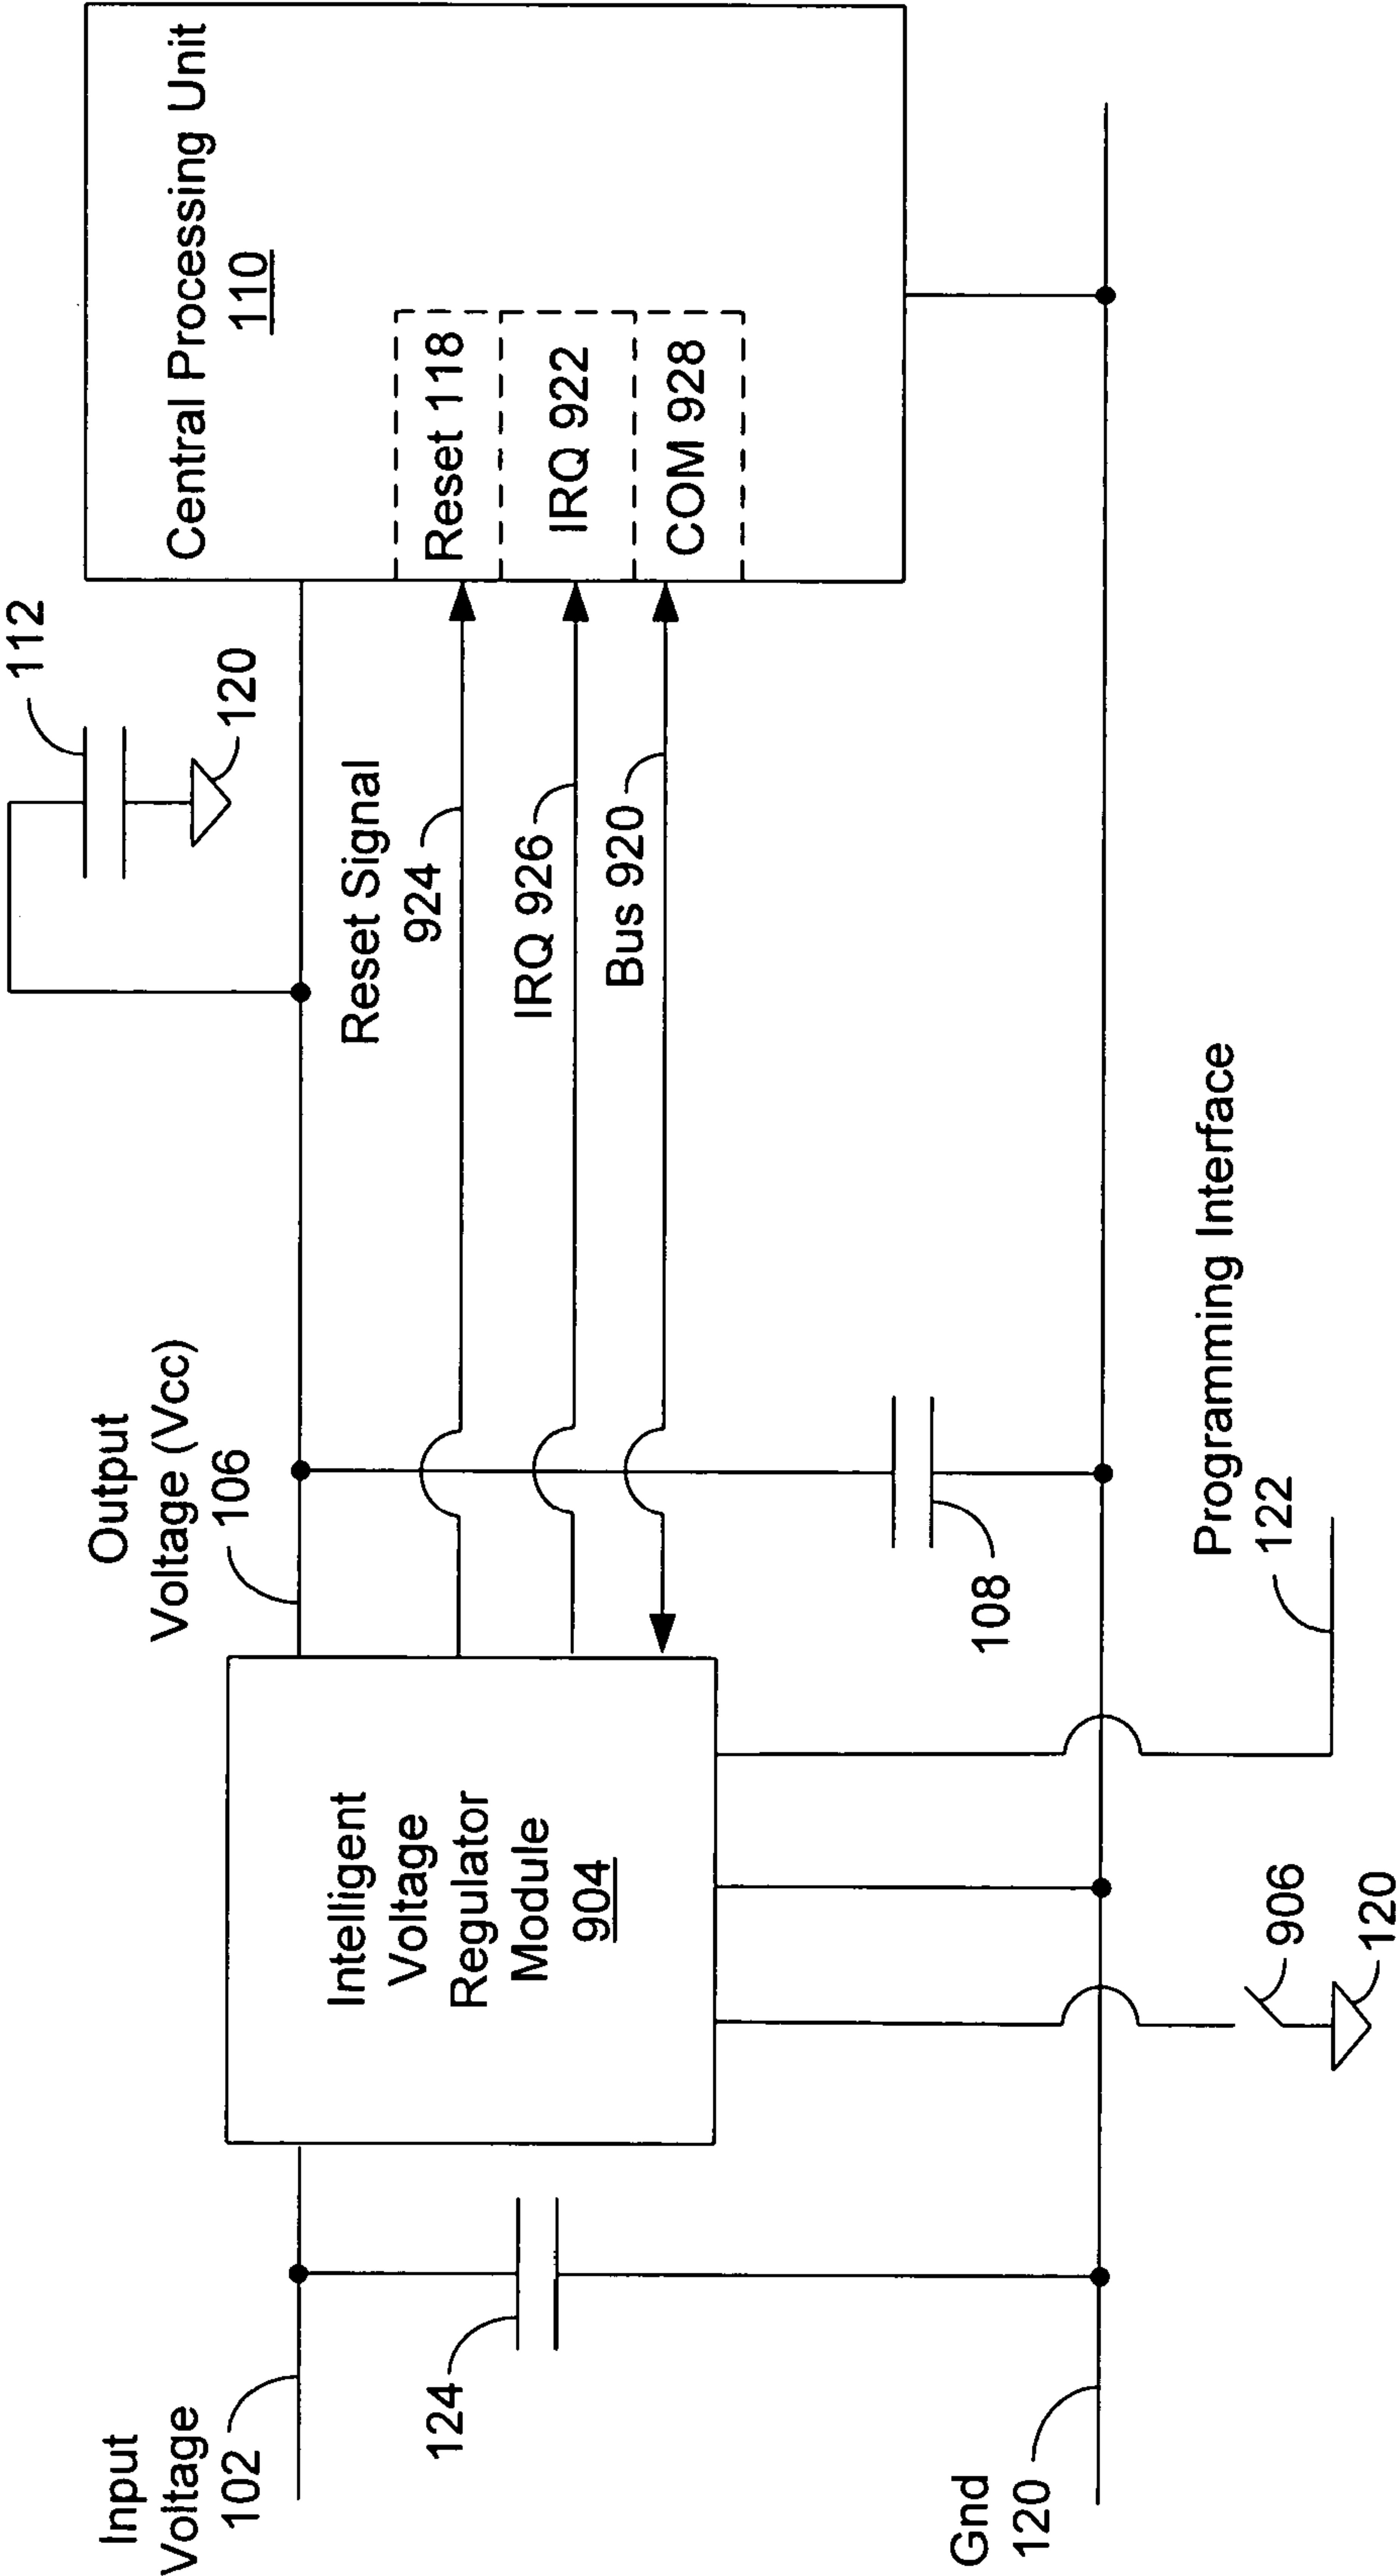 Input
Voltage
102
124
Gnd
120
Intelligent
Voltage
Regulator
Module
904
906
120
Output
Voltage (Vcc)
106
108
Programming Interface
122
Reset Signal
924
IRQ 926
Bus 920
112
120
Central Processing Unit
110
Reset 118
IRQ 922
COM 928